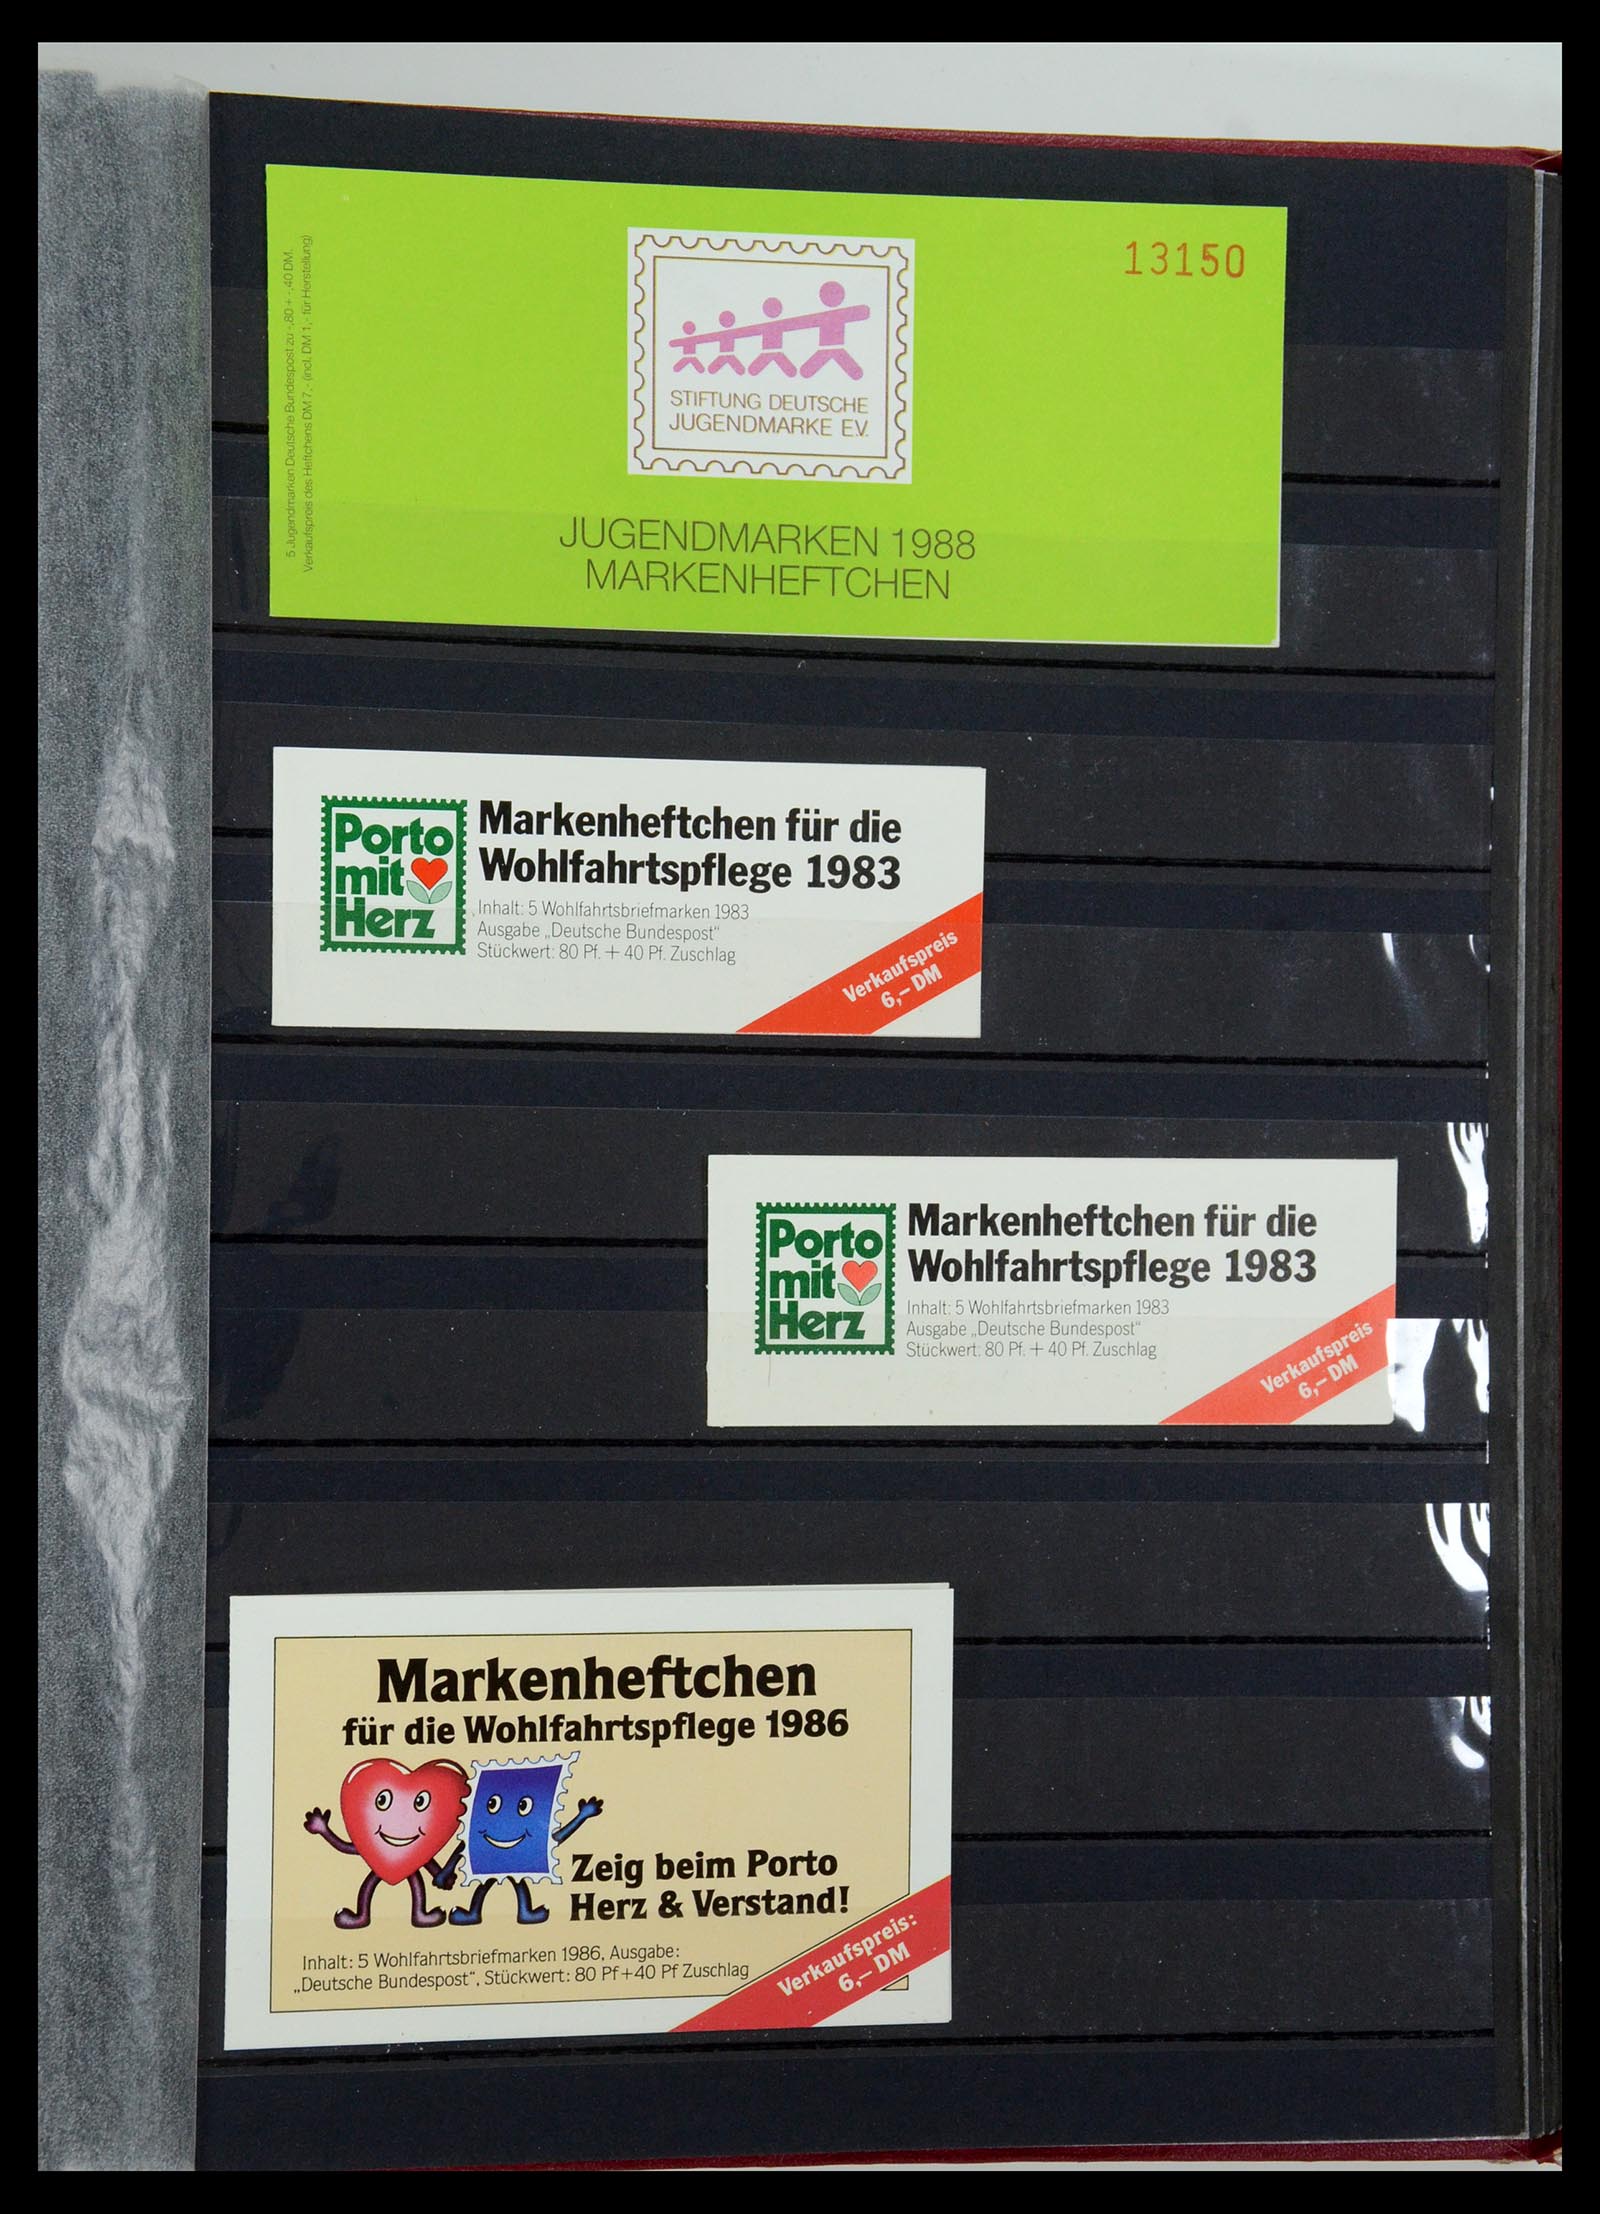 5 Jugendmarken Deutsche Bundespost zu -,80 + -,40 DM.
Verkaufspreis des Heftchens DM 7,- (incl. DM 1,- für Herstellung)
13150
STIFTUNG DEUTSCHE
JUGENDMARKE E.V.
JUGENDMARKEN 1988
MARKENHEFTCHEN
Porto
mit
Herz
Markenheftchen für die
Wohlfahrtspflege 1983
Inhalt: 5 Wohlfahrtsbriefmarken 1983
Ausgabe „Deutsche Bundespost“
Stückwert: 80 Pf. + 40 Pf. Zuschlag
Verkaufspreis
6,– DM
Porto
mit
Herz
Markenheftchen für die
Wohlfahrtspflege 1983
Inhalt: 5 Wohlfahrtsbriefmarken 1983
Ausgabe „Deutsche Bundespost“
Stückwert: 80 Pf. + 40 Pf. Zuschlag
Verkaufspreis
6,– DM
Markenheftchen
für die Wohlfahrtspflege 1986
Zeig beim Porto
Herz & Verstand!
Inhalt: 5 Wohlfahrtsbriefmarken 1986, Ausgabe:
„Deutsche Bundespost“, Stückwert: 80 Pf+40 Pf Zuschlag
Verkaufspreis:
6,– DM